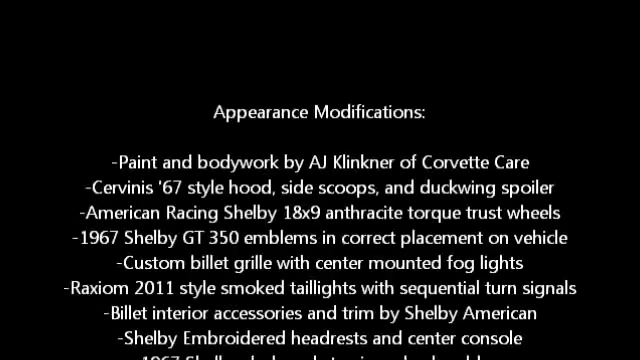 Appearance Modifications:
-Paint and bodywork by AJ Klinkner of Corvette Care
-Cervinis '67 style hood, side scoops, and duckwing spoiler
-American Racing Shelby 18x9 anthracite torque trust wheels
-1967 Shelby GT 350 emblems in correct placement on vehicle
-Custom billet grille with center mounted fog lights
-Raxiom 2011 style smoked taillights with sequential turn signals
-Billet interior accessories and trim by Shelby American
-Shelby Embroidered headrests and center console